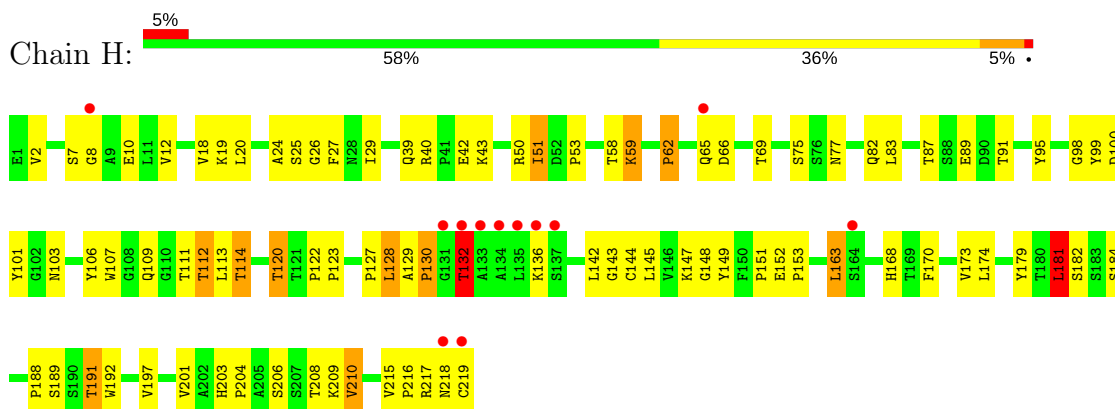 5%
Chain H:
58% 36% 5% •
E1 V2 S7 G8 A9 E10 L11 V12 V18 K19 L20 A24 S25 G26 F27 N28 I29 Q39 R40 P41 E42 K43 R50 I51 D52 P53 T58 K59 P62 Q65 D66 T69 S75 S76 N77 Q82 L83 T87 S88 E89 D90 T91 Y95 G98 Y99 D100
Y101 G102 N103 Y106 W107 G108 Q109 G110 T111 T112 L113 T114 T120 T121 P122 P123 P127 L128 A129 P130 G131 T132 A133 A134 L135 K136 S137 L142 G143 C144 L145 V146 K147 G148 Y149 F150 P151 E152 P153 L163 S164 H168 T169 F170 V173 L174 Y179 T180 L181 S182 S183 S184
P188 S189 S190 T191 W192 V197 V201 A202 H203 P204 A205 S206 S207 T208 K209 V210 V215 P216 R217 N218 C219